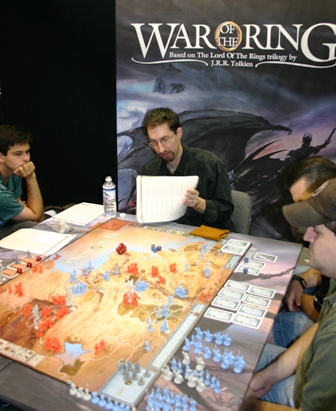 WAR OF THE RING
Based on The Lord Of The Rings trilogy by
J.R.R. Tolkien